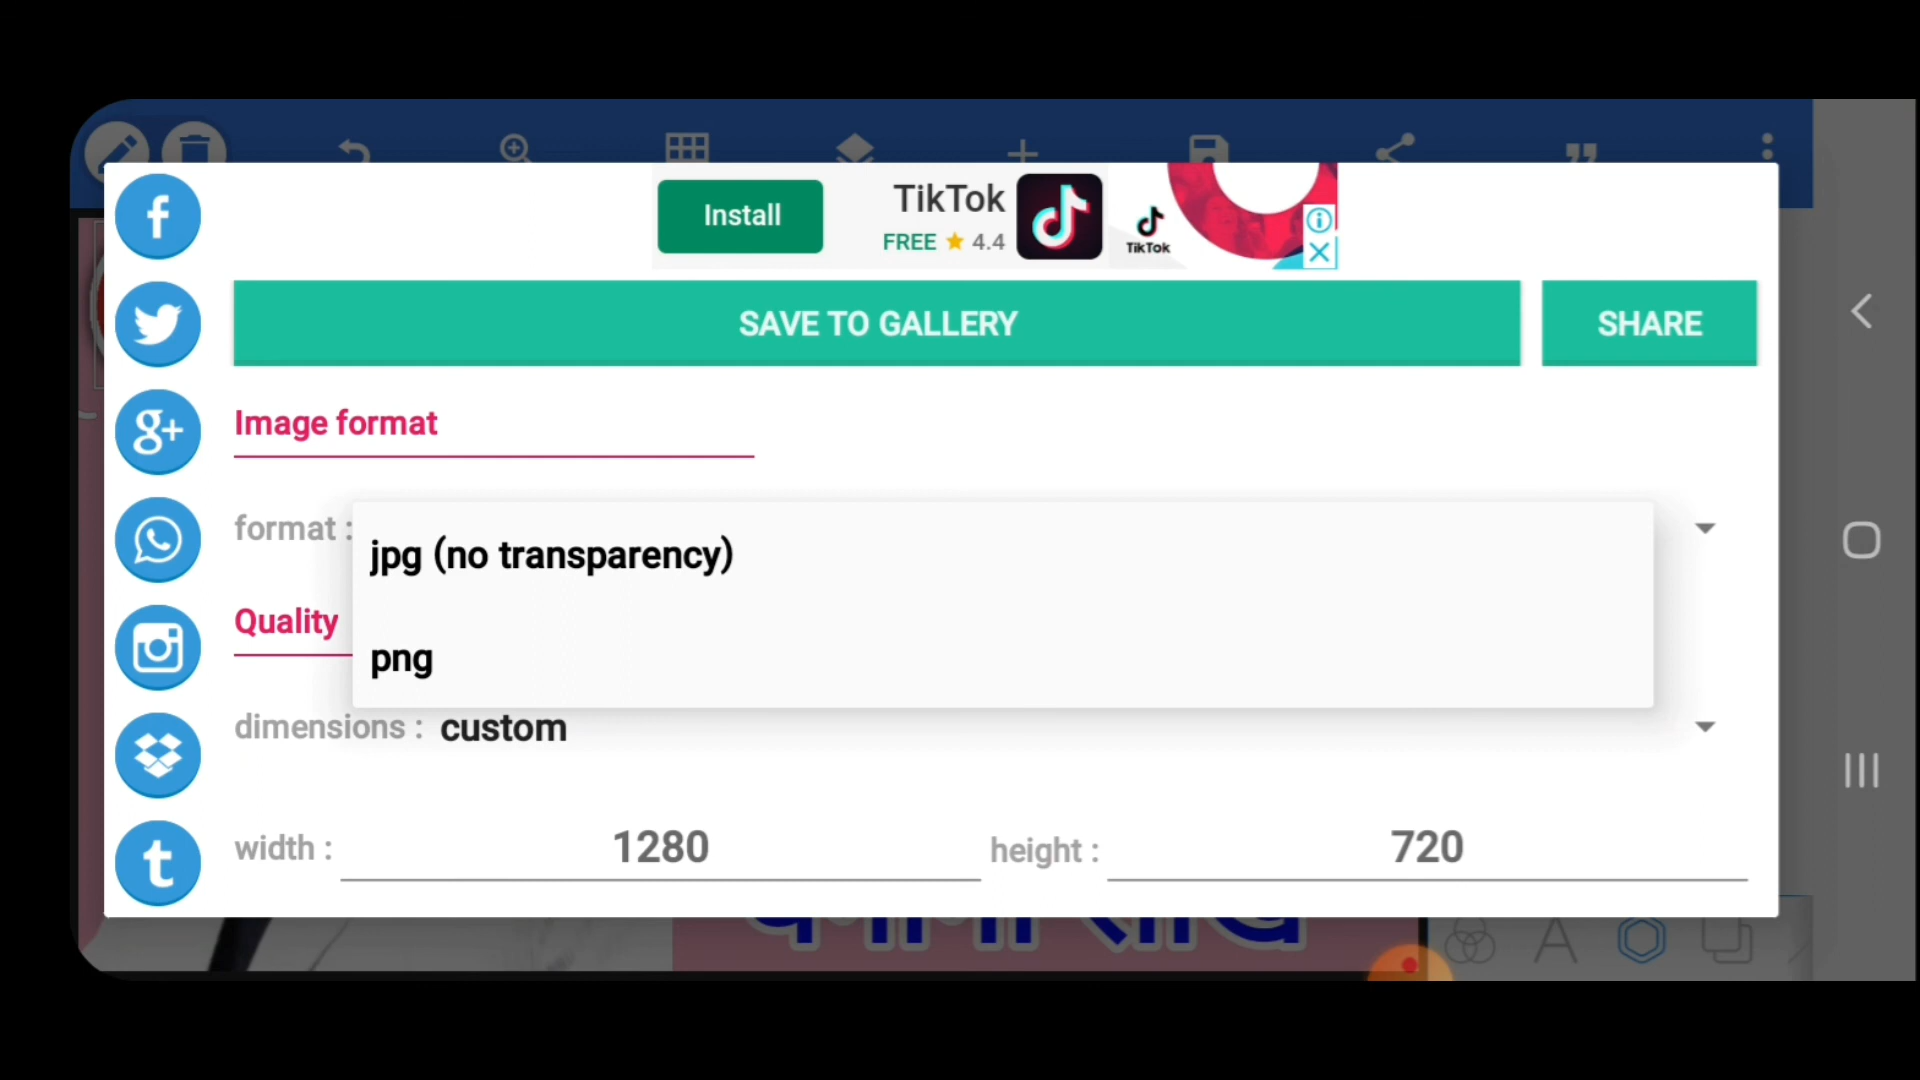 Install
TikTok
FREE ★ 4.4
TikTok
SAVE TO GALLERY
SHARE
Image format
format :
jpg (no transparency)
png
Quality
dimensions : custom
width : 1280 height : 720